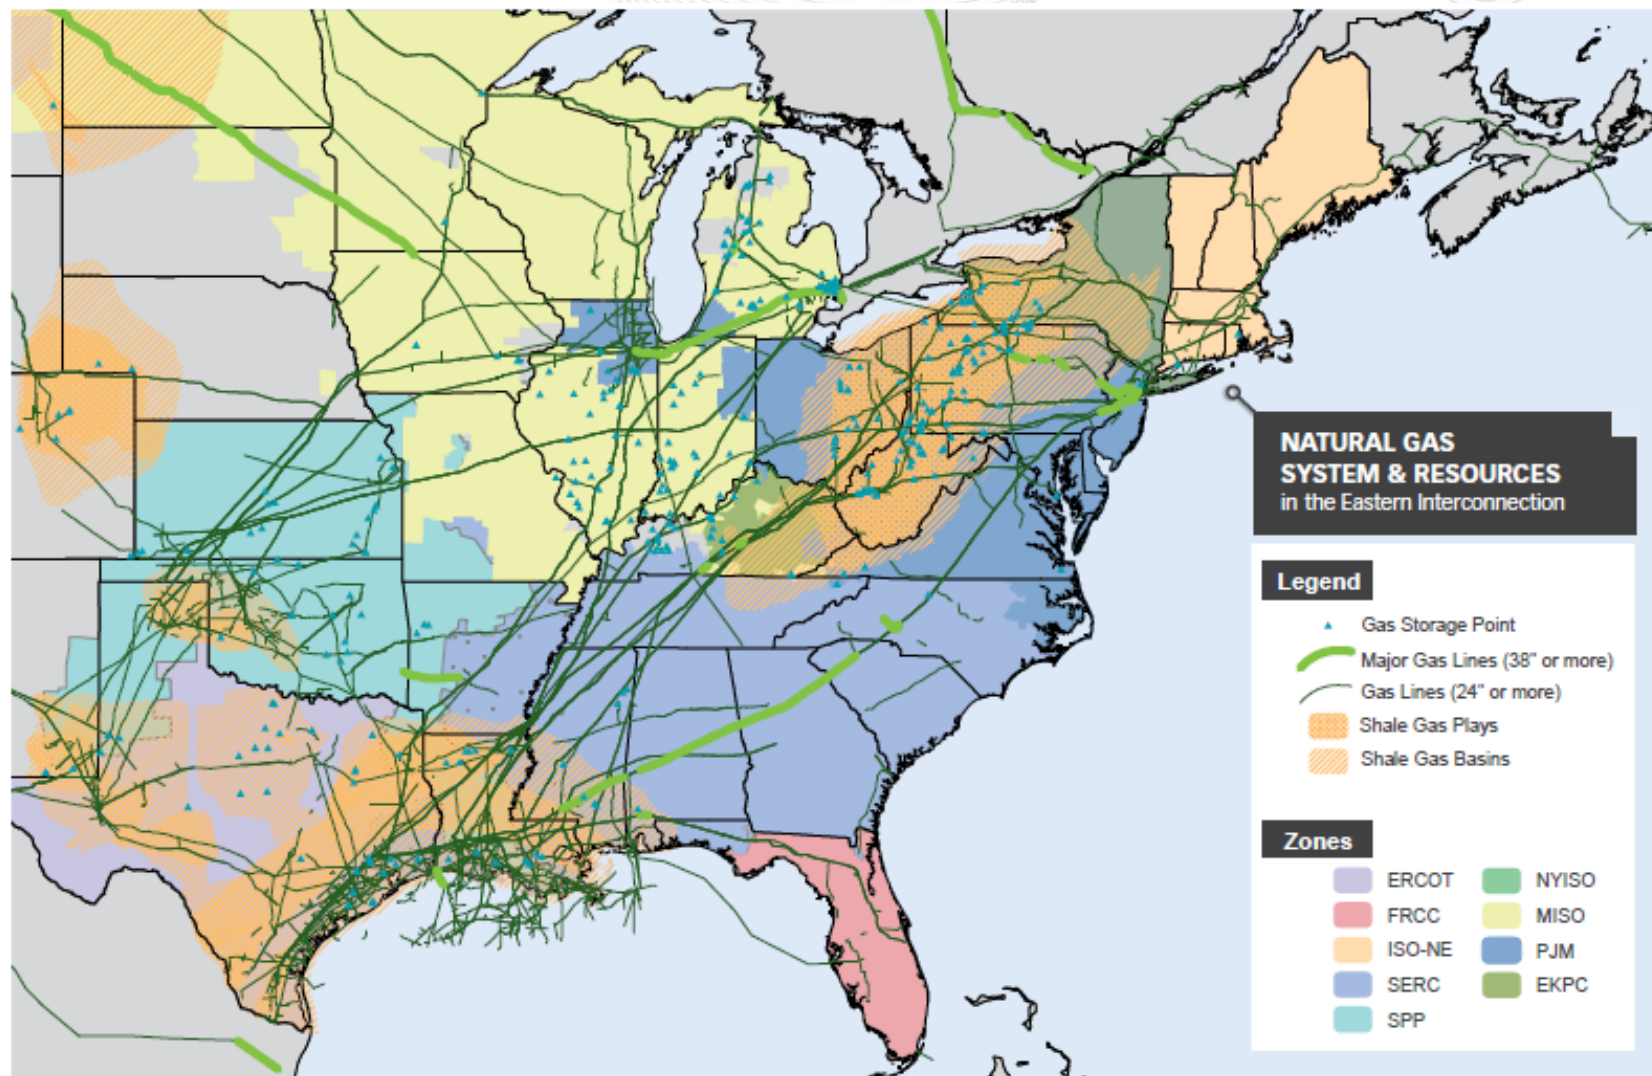 NATURAL GAS
SYSTEM & RESOURCES
in the Eastern Interconnection
Legend
Gas Storage Point
Major Gas Lines (38" or more)
Gas Lines (24" or more)
Shale Gas Plays
Shale Gas Basins
Zones
ERCOT
NYISO
FRCC
MISO
ISO-NE
PJM
SERC
EKPC
SPP